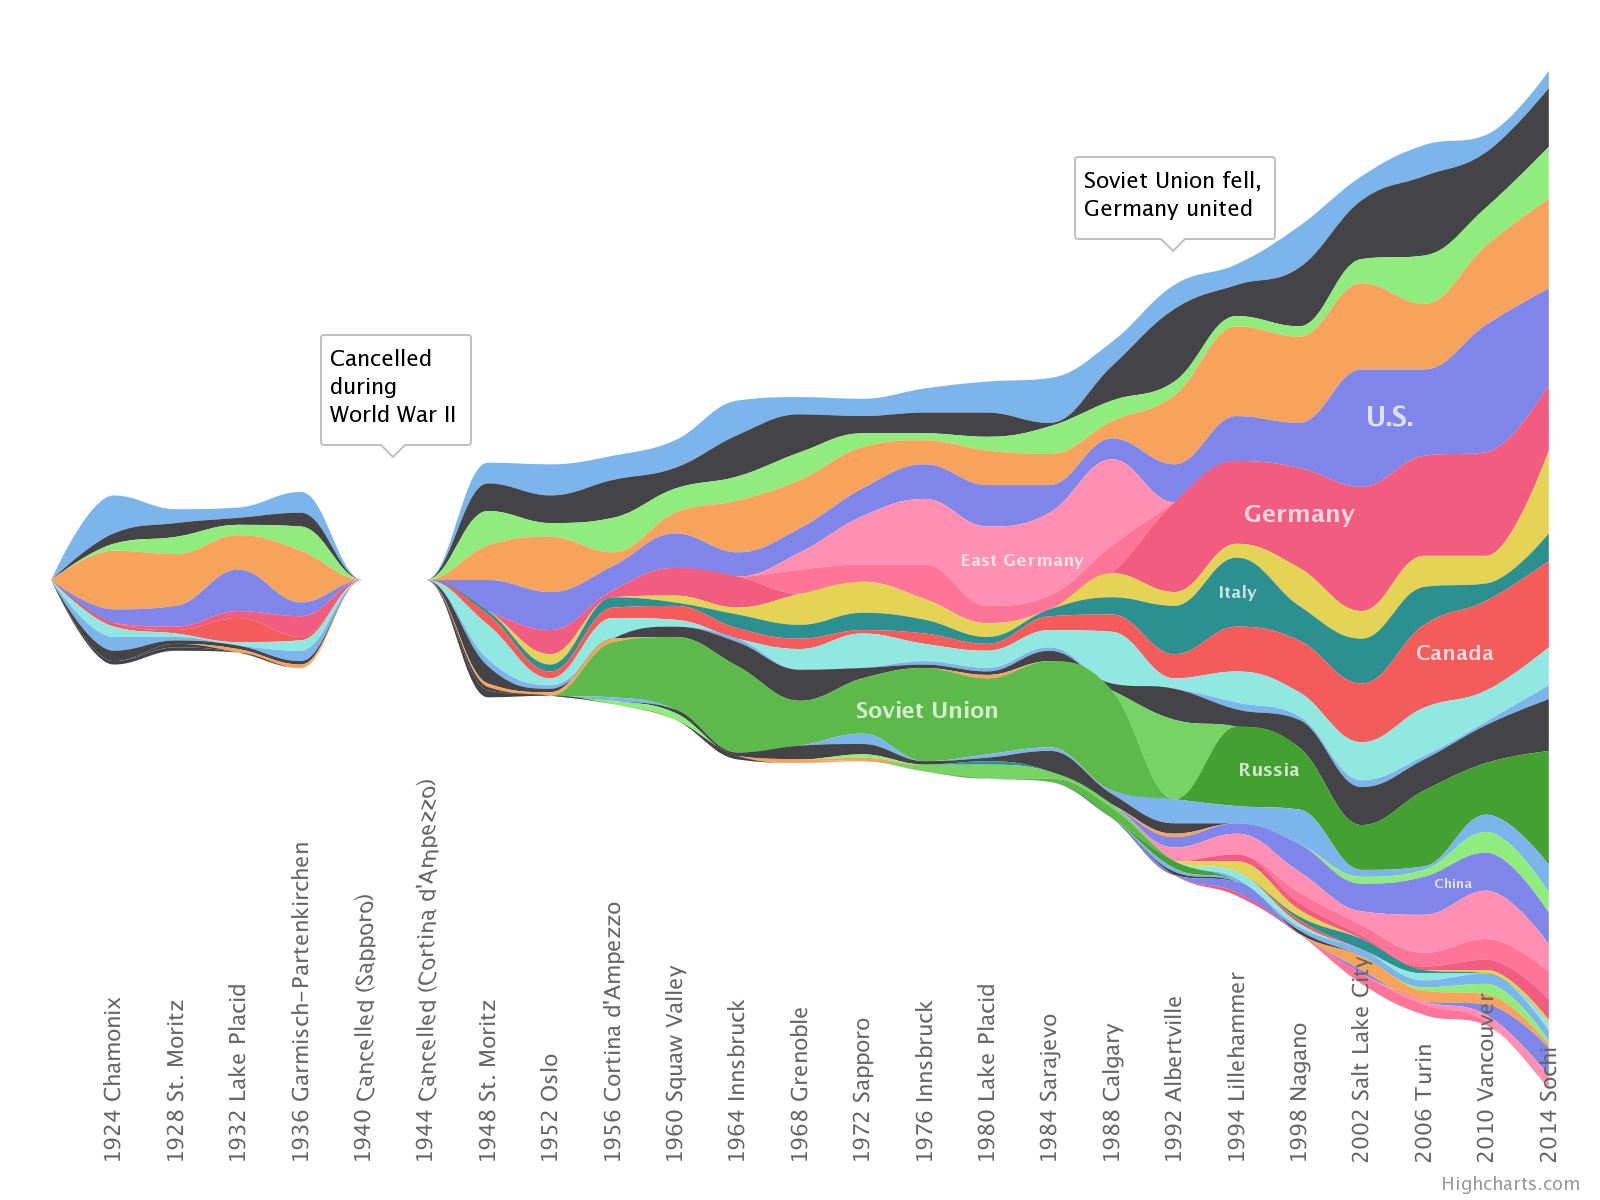 Soviet Union fell,
Germany united
Cancelled
during
World War II
U.S.
Germany
East Germany
Italy
Canada
Soviet Union
Russia
China
1924 Chamonix
1928 St. Moritz
1932 Lake Placid
1936 Garmisch-Partenkirchen
1940 Cancelled (Sapporo)
1944 Cancelled (Cortina d'Ampezzo)
1948 St. Moritz
1952 Oslo
1956 Cortina d'Ampezzo
1960 Squaw Valley
1964 Innsbruck
1968 Grenoble
1972 Sapporo
1976 Innsbruck
1980 Lake Placid
1984 Sarajevo
1988 Calgary
1992 Albertville
1994 Lillehammer
1998 Nagano
2002 Salt Lake City
2006 Turin
2010 Vancouver
2014 Sochi
Highcharts.com